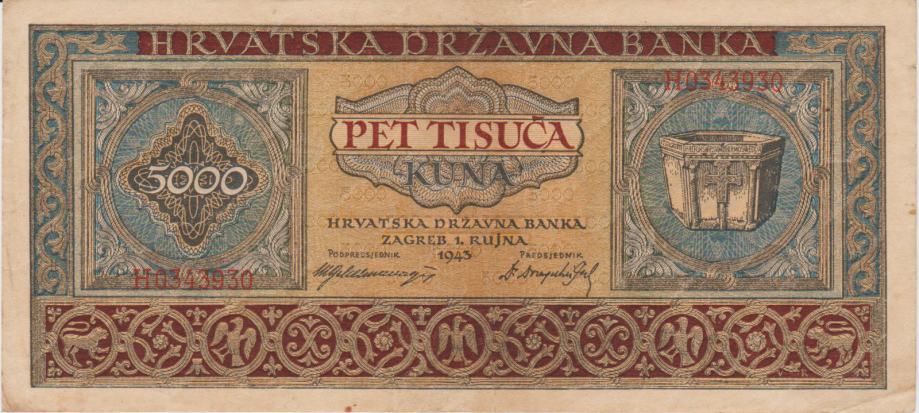 HRVATSKA DRŽAVNA BANKA
H0343930
5000
PET TISUĆA
KUNA
HRVATSKA DRŽAVNA BANKA
ZAGREB 1. RUJNA
1943
PODPREDSJEDNIK
PREDSJEDNIK
H0343930